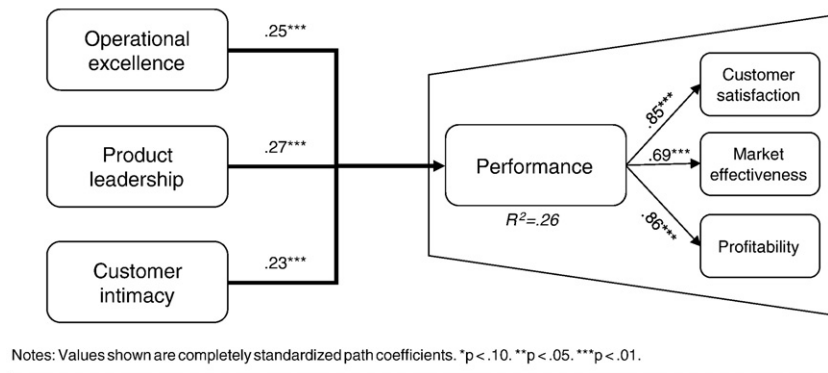 Operational
excellence
.25***
Product
leadership
.27***
Customer
intimacy
.23***
Performance
R²=.26
.85***
.69***
.86***
Customer
satisfaction
Market
effectiveness
Profitability
Notes: Values shown are completely standardized path coefficients. *p<.10. **p<.05. ***p<.01.